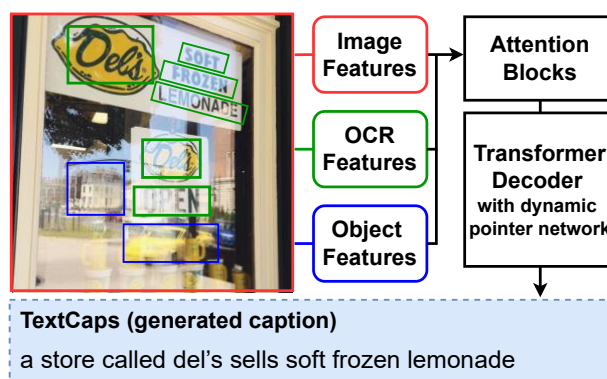 Del's
SOFT
FROZEN
LEMONADE
Del's
OPEN
Image
Features
OCR
Features
Object
Features
Attention
Blocks
Transformer
Decoder
with dynamic
pointer network
TextCaps (generated caption)
a store called del's sells soft frozen lemonade